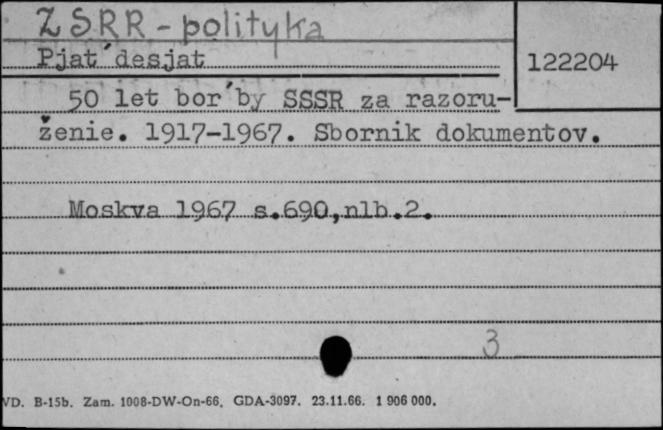 ZSRR - polityka
Pjat´desjat
122204
50 let bor´by SSSR za razoru-
ženie. 1917-1967. Sbornik dokumentov.
Moskva 1967 s.690,nlb.2.
3
VD. B-15b. Zam. 1008-DW-On-66. GDA-3097. 23.11.66. 1 906 000.